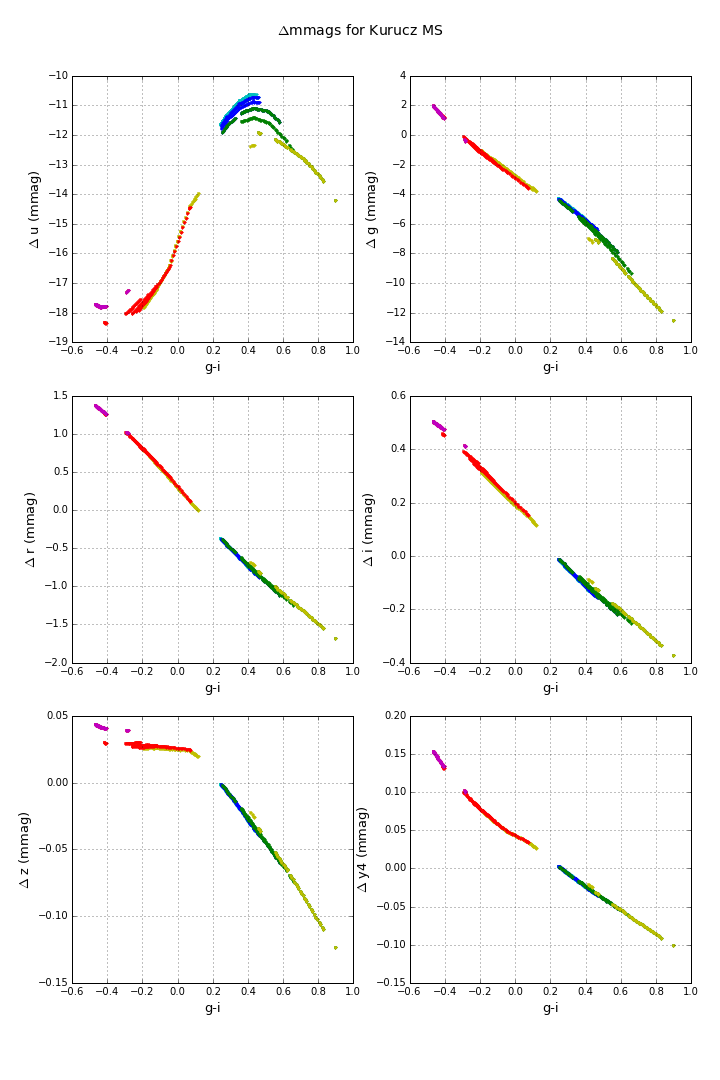 Δmmags for Kurucz MS
Δ u (mmag)
−10
−11
−12
−13
−14
−15
−16
−17
−18
−19
−0.6 −0.4 −0.2 0.0 0.2 0.4 0.6 0.8 1.0
g-i
Δ g (mmag)
4
2
0
−2
−4
−6
−8
−10
−12
−14
−0.6 −0.4 −0.2 0.0 0.2 0.4 0.6 0.8 1.0
g-i
Δ r (mmag)
1.5
1.0
0.5
0.0
−0.5
−1.0
−1.5
−2.0
−0.6 −0.4 −0.2 0.0 0.2 0.4 0.6 0.8 1.0
g-i
Δ i (mmag)
0.6
0.4
0.2
0.0
−0.2
−0.4
−0.6 −0.4 −0.2 0.0 0.2 0.4 0.6 0.8 1.0
g-i
Δ z (mmag)
0.05
0.00
−0.05
−0.10
−0.15
−0.6 −0.4 −0.2 0.0 0.2 0.4 0.6 0.8 1.0
g-i
Δ y4 (mmag)
0.20
0.15
0.10
0.05
0.00
−0.05
−0.10
−0.15
−0.6 −0.4 −0.2 0.0 0.2 0.4 0.6 0.8 1.0
g-i